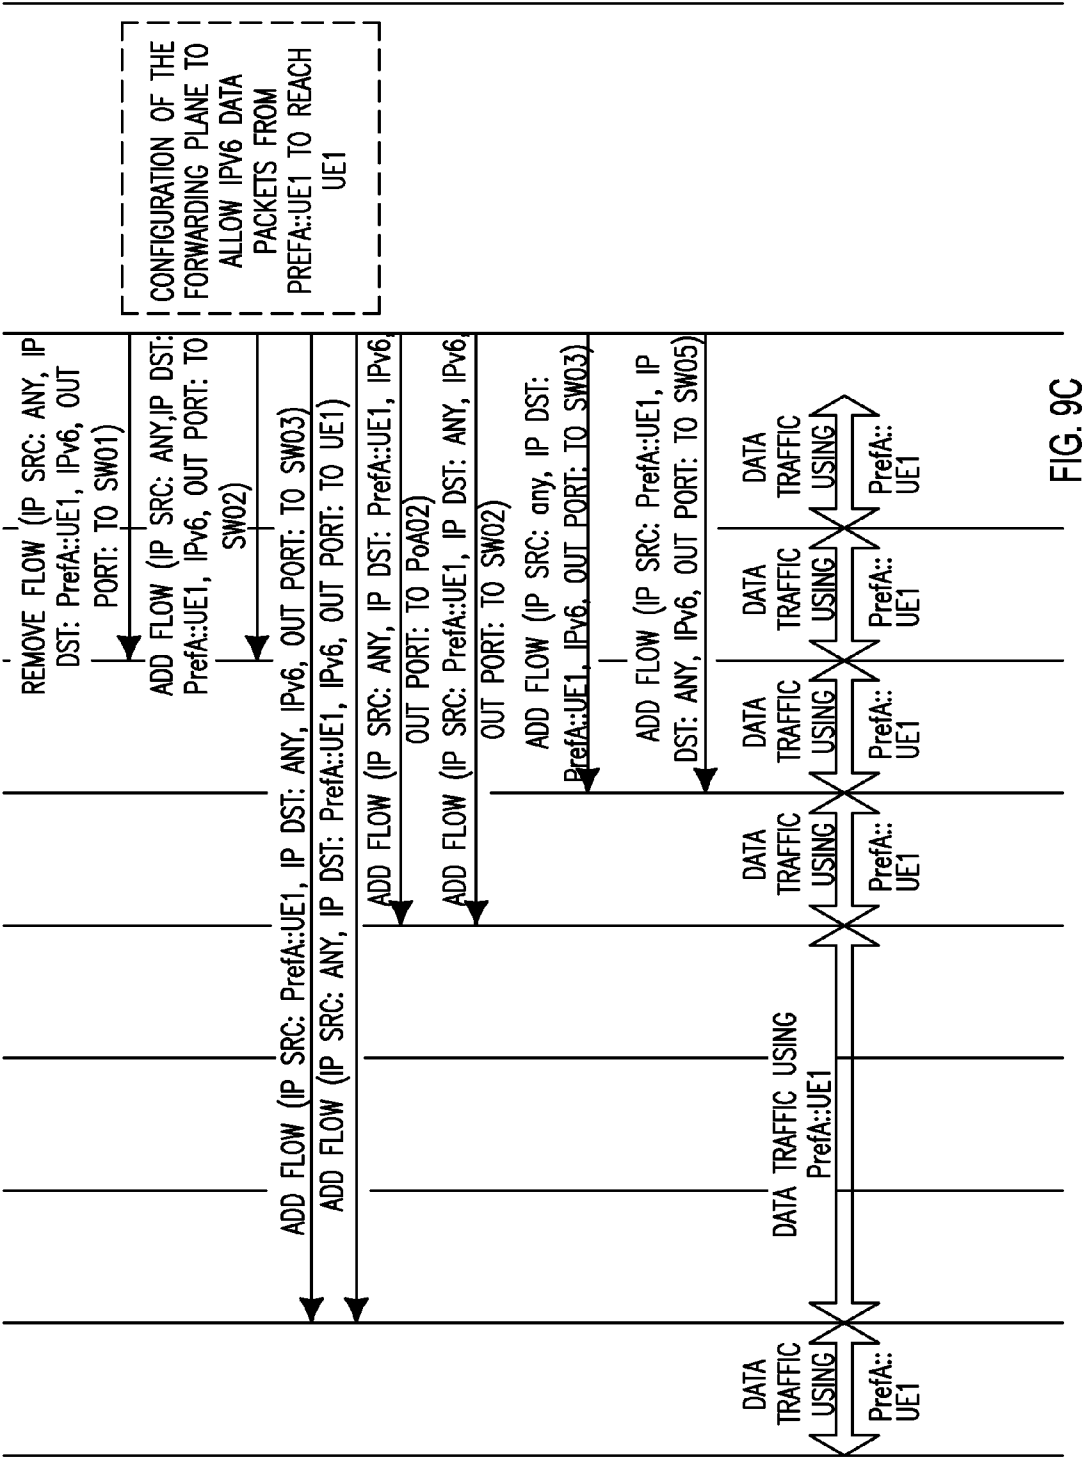 CONFIGURATION OF THE
FORWARDING PLANE TO
ALLOW IPV6 DATA
PACKETS FROM
PREFA::UE1 TO REACH
UE1
REMOVE FLOW (IP SRC: ANY, IP
DST: PrefA::UE1, IPv6, OUT
PORT: TO SW01)
ADD FLOW (IP SRC: ANY,IP DST:
PrefA::UE1, IPv6, OUT PORT: TO
SW02)
ADD FLOW (IP SRC: PrefA::UE1, IP DST: ANY, IPv6, OUT PORT: TO SW03)
ADD FLOW (IP SRC: ANY, IP DST: PrefA::UE1, IPv6, OUT PORT: TO UE1)
ADD FLOW (IP SRC: ANY, IP DST: PrefA::UE1, IPv6,
OUT PORT: TO PoA02)
ADD FLOW (IP SRC: PrefA::UE1, IP DST: ANY, IPv6,
OUT PORT: TO SW02)
ADD FLOW (IP SRC: any, IP DST:
PrefA::UE1, IPv6, OUT PORT: TO SW03)
ADD FLOW (IP SRC: PrefA::UE1, IP
DST: ANY, IPv6, OUT PORT: TO SW05)
DATA
TRAFFIC
USING
PrefA::
UE1
DATA TRAFFIC USING
PrefA::UE1
DATA
TRAFFIC
USING
PrefA::
UE1
DATA
TRAFFIC
USING
PrefA::
UE1
DATA
TRAFFIC
USING
PrefA::
UE1
DATA
TRAFFIC
USING
PrefA::
UE1
FIG. 9C